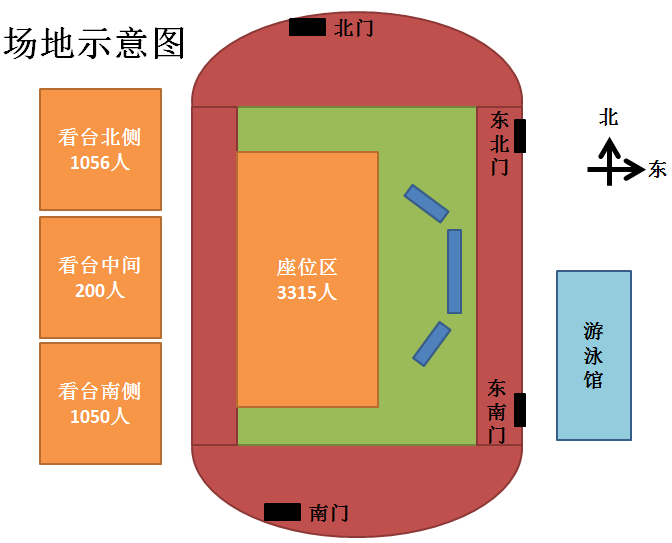 场地示意图
北门
看台北侧
1056人
东北门
北
东
看台中间
200人
座位区
3315人
游泳馆
看台南侧
1050人
东南门
南门